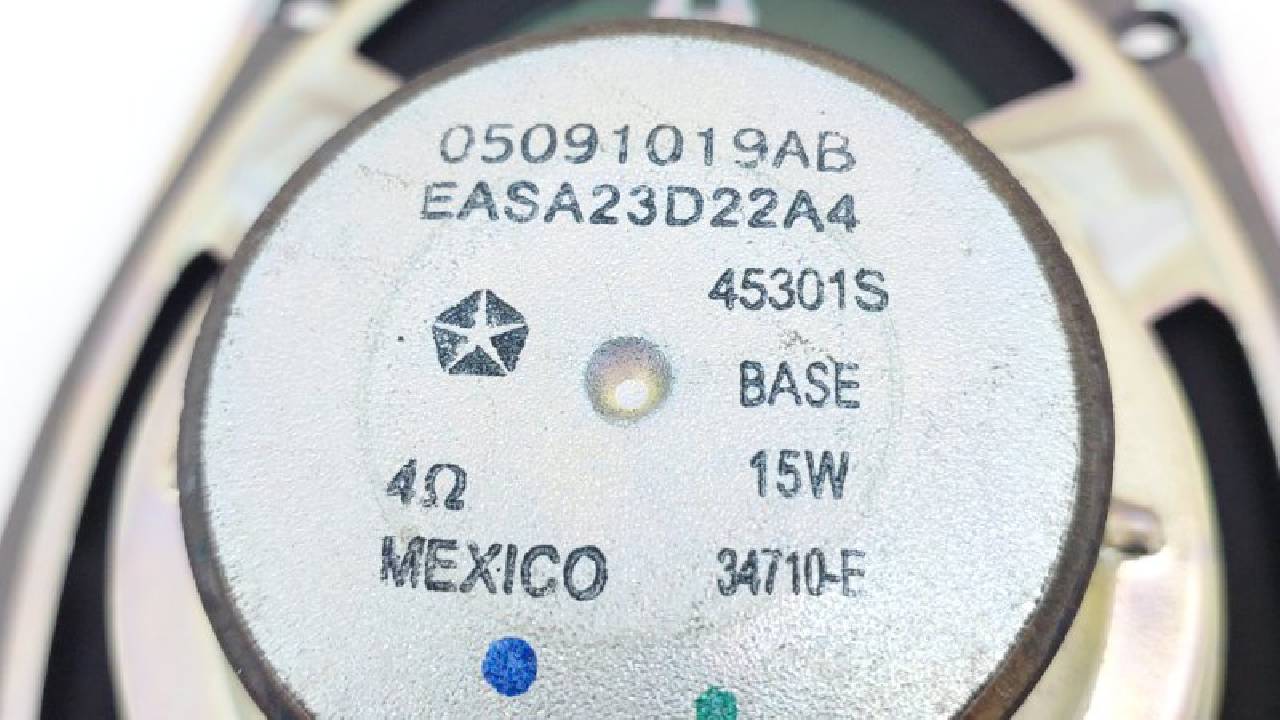 05091019AB
EASA23D22A4
45301S
BASE
4Ω 15W
MEXICO 34710-E